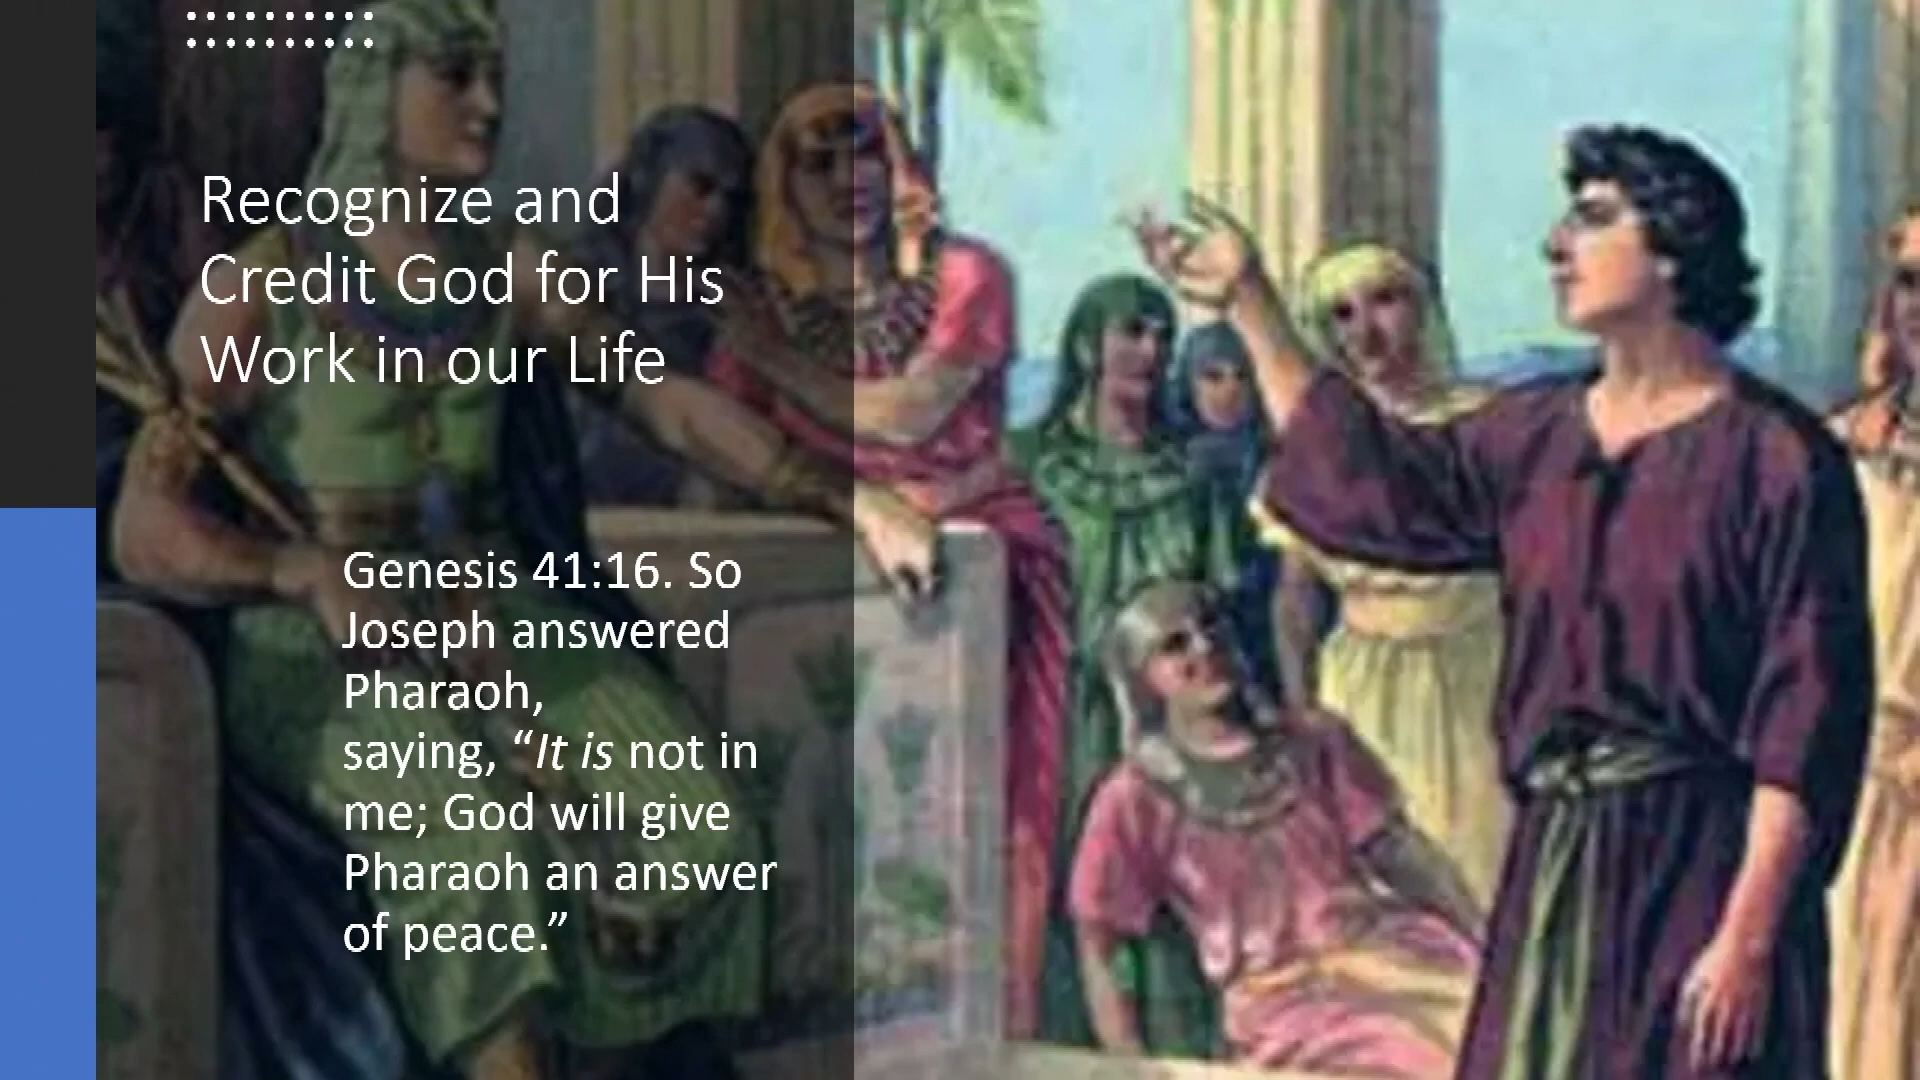 Recognize and
Credit God for His
Work in our Life
Genesis 41:16. So
Joseph answered
Pharaoh,
saying, “It is not in
me; God will give
Pharaoh an answer
of peace.”